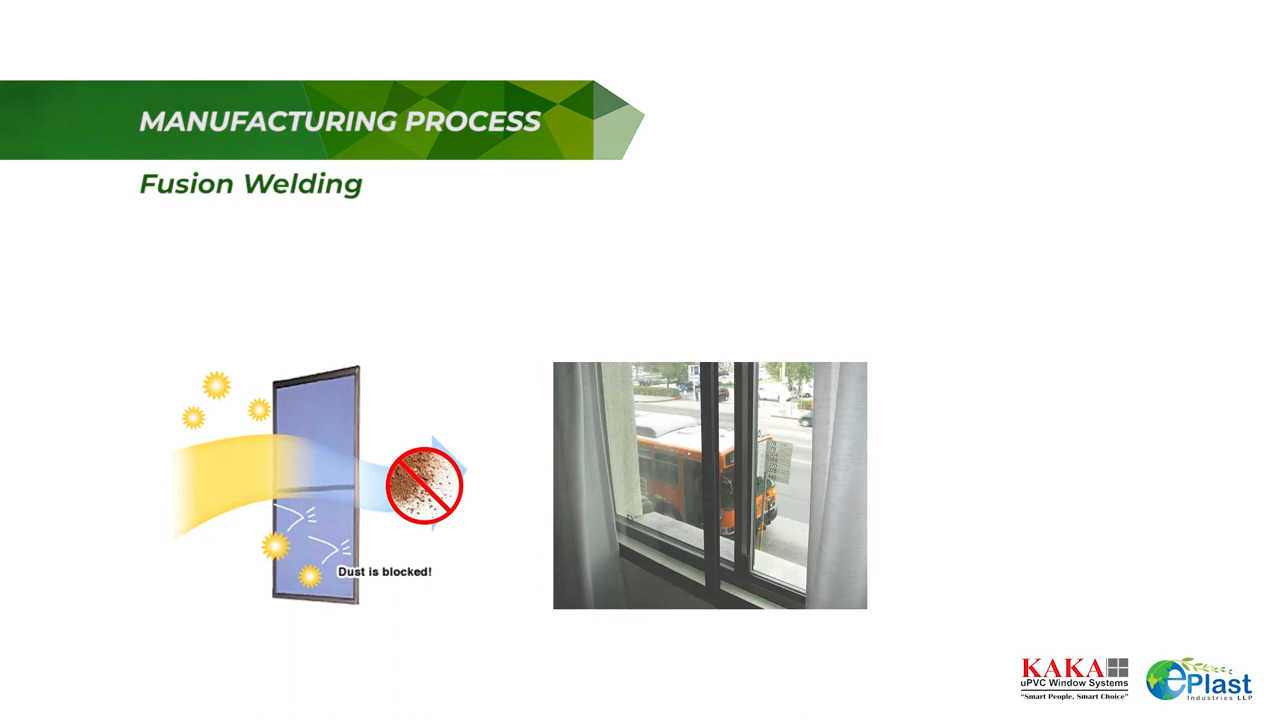 MANUFACTURING PROCESS
Fusion Welding
Dust is blocked!
KAKA
uPVC Window Systems
"Smart People, Smart Choice"
ePlast
Industries LLP